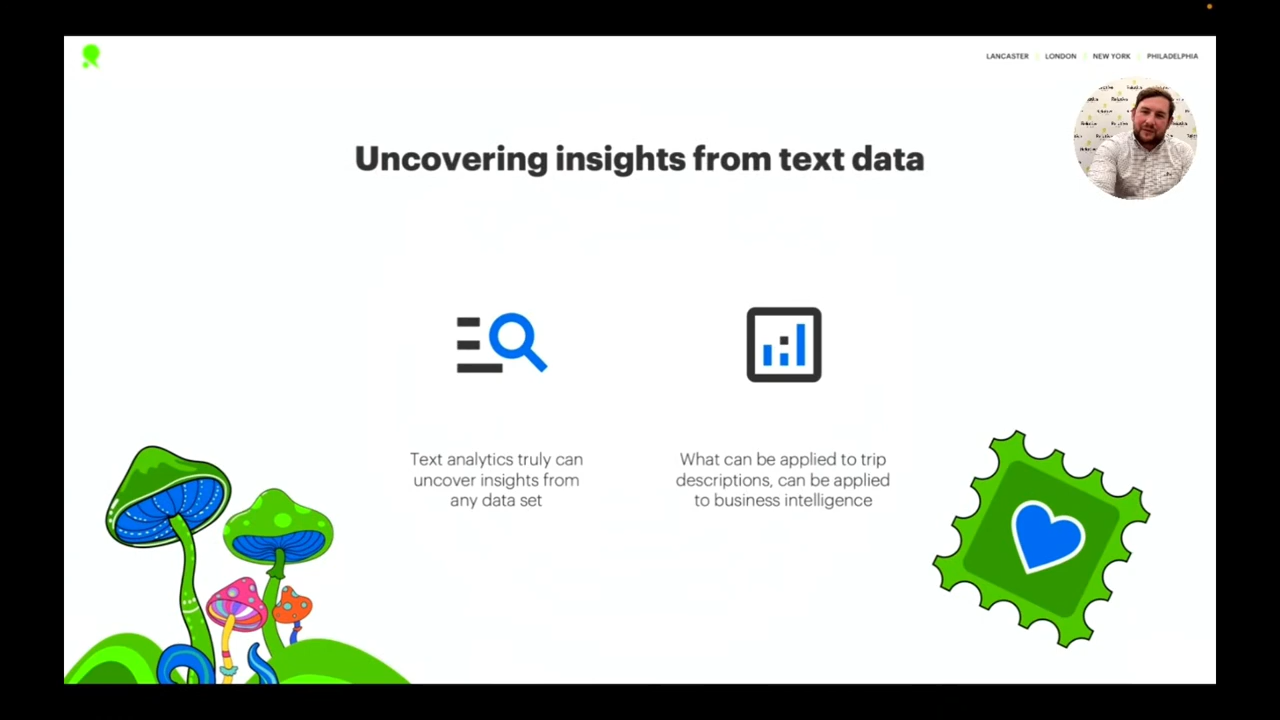 LANCASTER LONDON NEW YORK PHILADELPHIA
Uncovering insights from text data
Text analytics truly can
uncover insights from
any data set
What can be applied to trip
descriptions, can be applied
to business intelligence